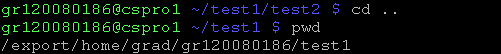 gr120080186@cspro1 ~/test1/test2 $ cd ..
gr120080186@cspro1 ~/test1 $ pwd
/export/home/grad/gr120080186/test1